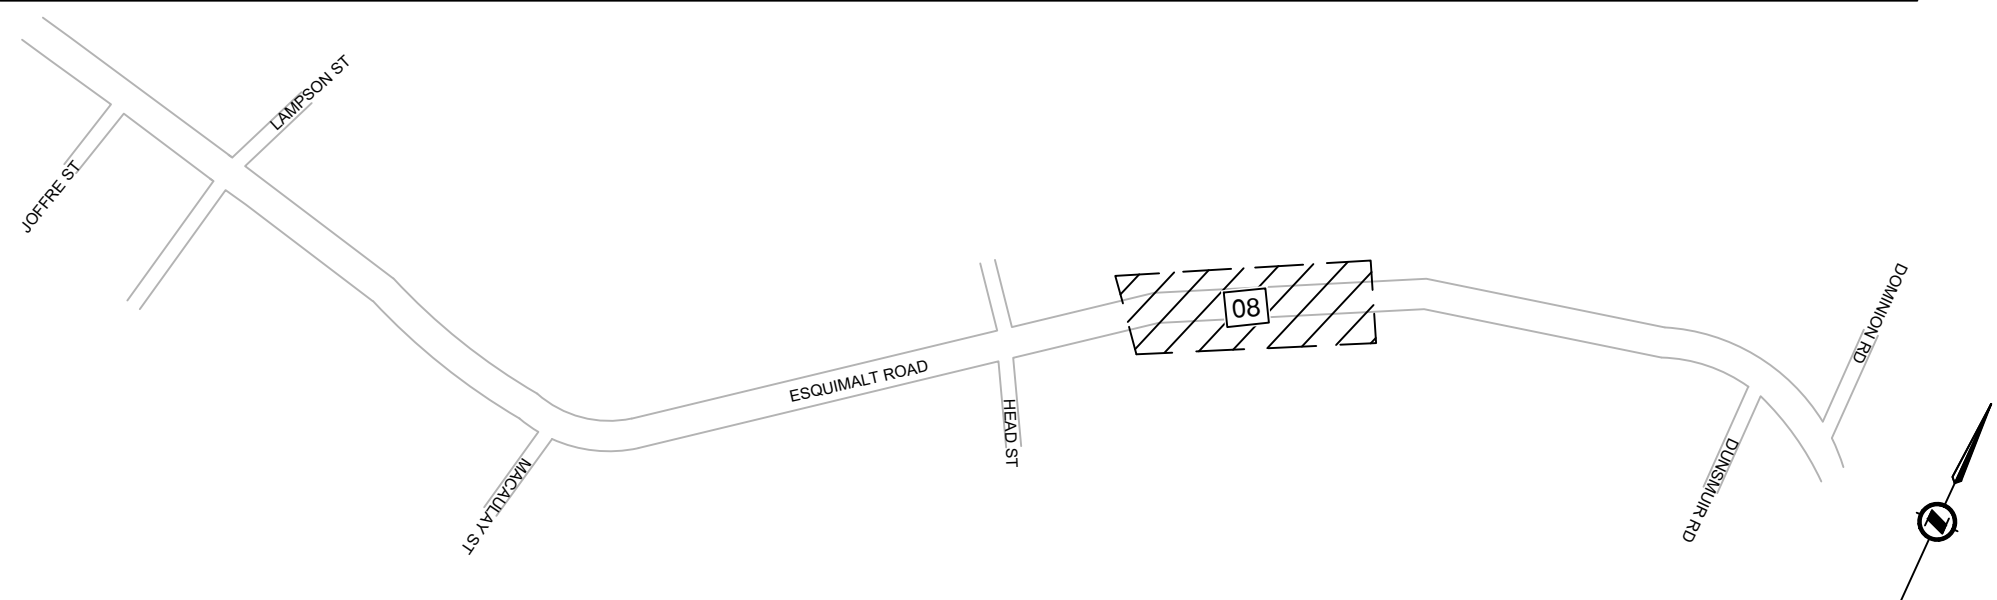 LAMPSON ST
JOFFRE ST
DOMINION RD
08
ESQUIMALT ROAD
HEAD ST
MACAULAY ST
DUNSMUIR RD
N